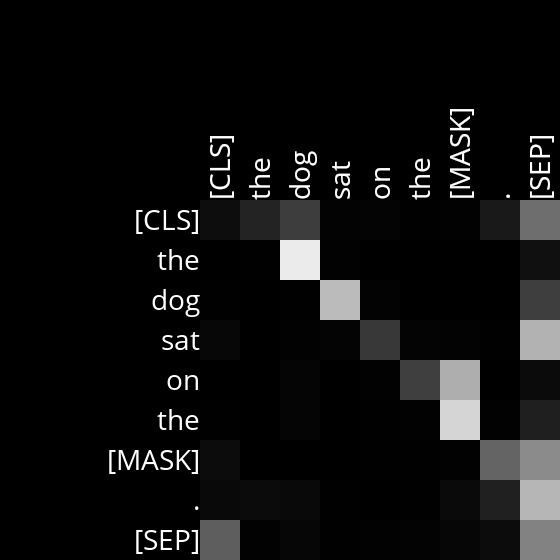 [CLS] the dog sat on the [MASK] . [SEP]
[CLS]
the
dog
sat
on
the
[MASK]
.
[SEP]